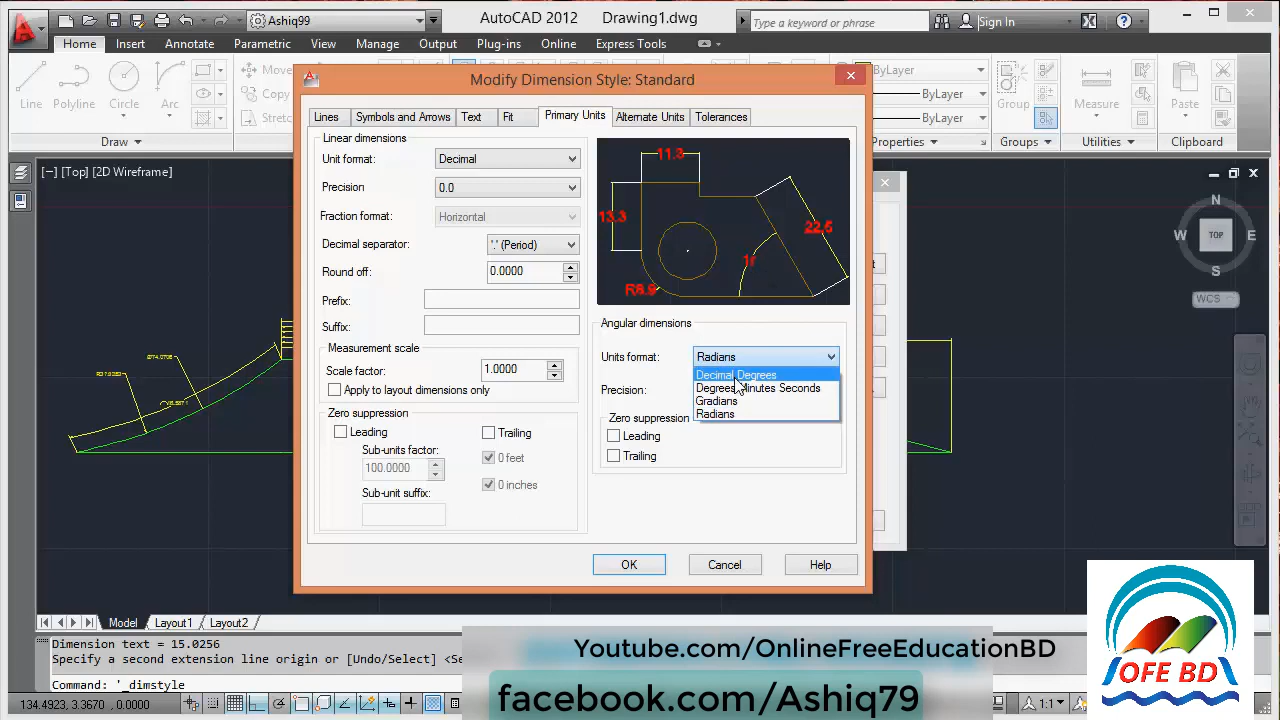 Ashiq99
AutoCAD 2012 Drawing1.dwg
Type a keyword or phrase
Sign In
Home Insert Annotate Parametric View Manage Output Plug-ins Online Express Tools
Line Polyline Circle Arc
Move
Copy
Stretch
Draw
ByLayer
ByLayer
ByLayer
Properties
Group
Groups
Measure
Utilities
Paste
Clipboard
[−] [Top] [2D Wireframe]
Modify Dimension Style: Standard
Lines Symbols and Arrows Text Fit Primary Units Alternate Units Tolerances
Linear dimensions
Unit format: Decimal
Precision 0.0
Fraction format: Horizontal
Decimal separator: '.' (Period)
Round off: 0.0000
Prefix:
Suffix:
Measurement scale
Scale factor: 1.0000
Apply to layout dimensions only
Zero suppression
Leading
Trailing
Sub-units factor:
100.0000
0 feet
Sub-unit suffix:
0 inches
11.3
13.3
22.5
1r
Angular dimensions
Units format: Radians
Decimal Degrees
Degrees Minutes Seconds
Gradians
Radians
Precision:
Zero suppression
Leading
Trailing
OK Cancel Help
N
W TOP E
S
WCS
Model Layout1 Layout2
Dimension text = 15.0256
Specify a second extension line origin or [Undo/Select]
Command: '_dimstyle
134.4923, 3.3670, 0.0000
1:1
Youtube.com/OnlineFreeEducationBD
facebook.com/Ashiq79
OFE BD